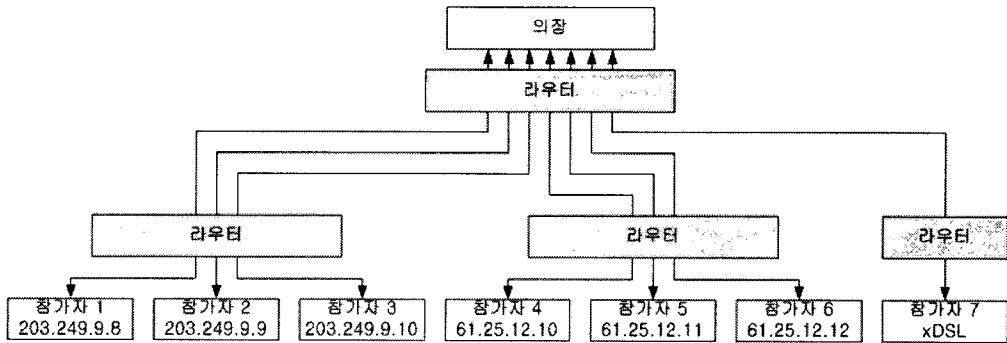 의장
라우터
라우터
라우터
라우터
참가자 1
203.249.9.8
참가자 2
203.249.9.9
참가자 3
203.249.9.10
참가자 4
61.25.12.10
참가자 5
61.25.12.11
참가자 6
61.25.12.12
참가자 7
xDSL